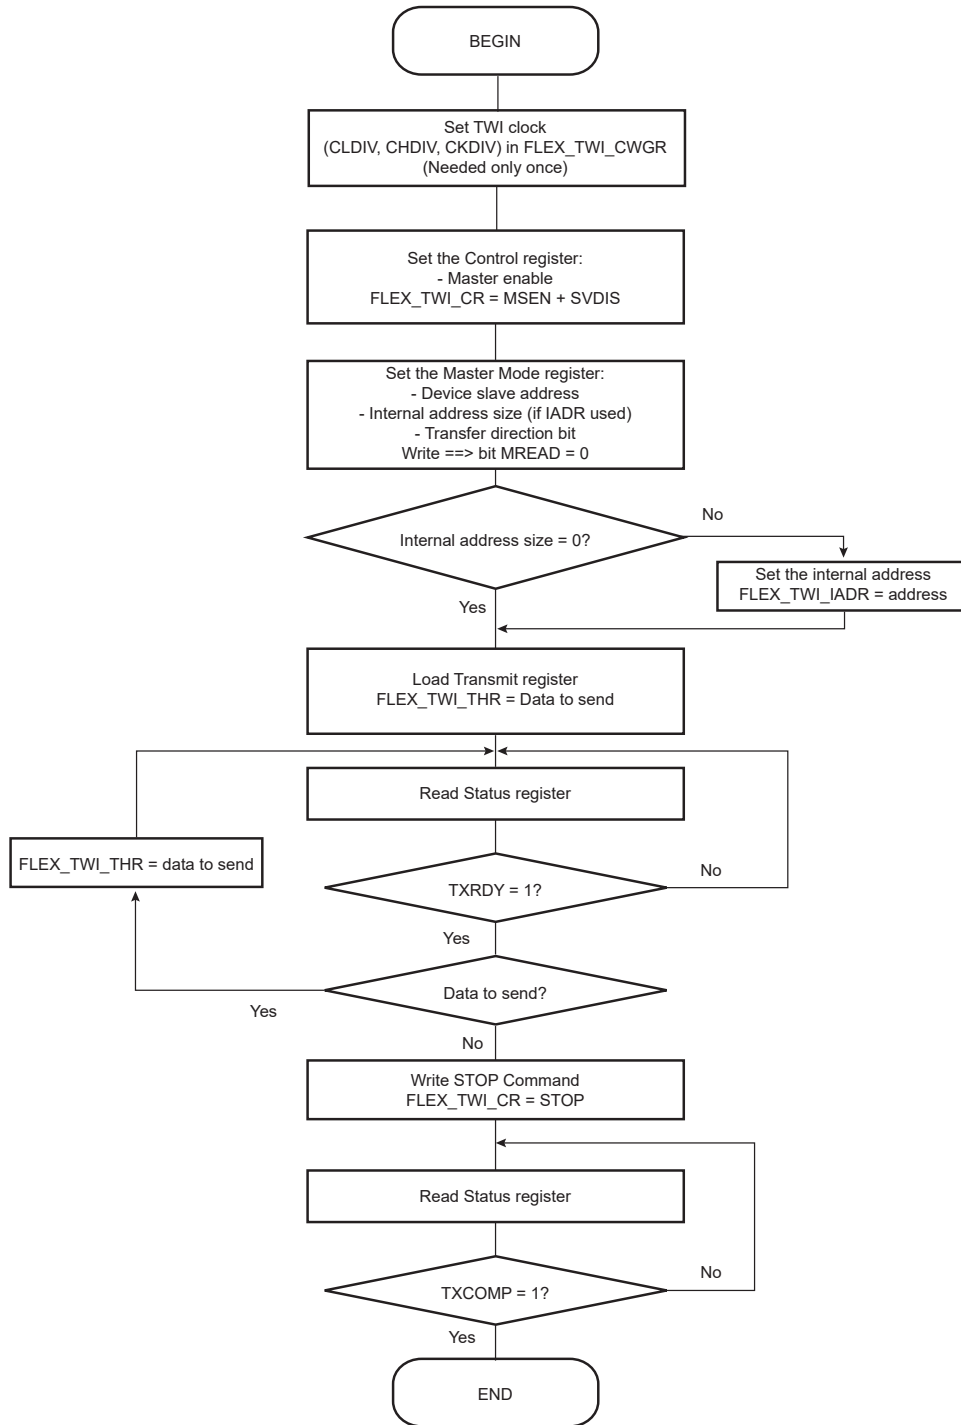 BEGIN
Set TWI clock
(CLDIV, CHDIV, CKDIV) in FLEX_TWI_CWGR
(Needed only once)
Set the Control register:
- Master enable
FLEX_TWI_CR = MSEN + SVDIS
Set the Master Mode register:
- Device slave address
- Internal address size (if IADR used)
- Transfer direction bit
Write ==> bit MREAD = 0
No
Internal address size = 0?
Set the internal address
FLEX_TWI_IADR = address
Yes
Load Transmit register
FLEX_TWI_THR = Data to send
Read Status register
FLEX_TWI_THR = data to send
No
TXRDY = 1?
Yes
Data to send?
Yes
No
Write STOP Command
FLEX_TWI_CR = STOP
Read Status register
No
TXCOMP = 1?
Yes
END